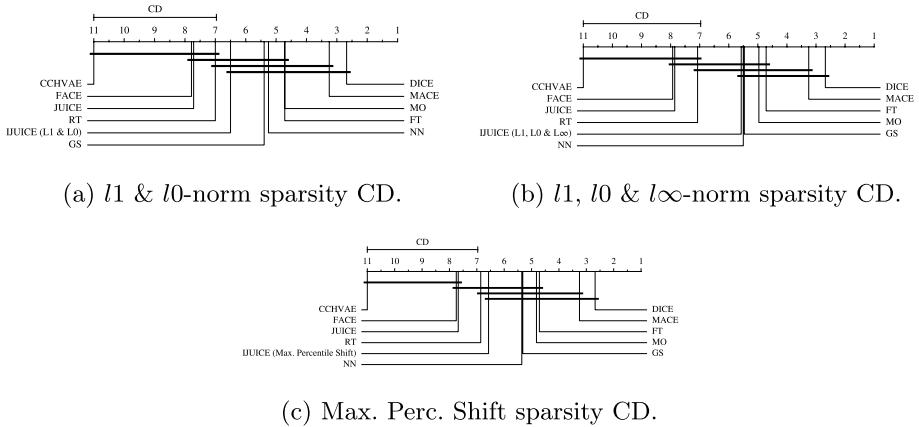 CD
11 10 9 8 7 6 5 4 3 2 1
CCHVAE DICE
FACE MACE
JUICE MO
RT FT
IJUICE (L1 & L0) NN
GS
(a) l1 & l0-norm sparsity CD.
CD
11 10 9 8 7 6 5 4 3 2 1
CCHVAE DICE
FACE MACE
JUICE FT
RT MO
IJUICE (L1, L0 & L∞) GS
NN
(b) l1, l0 & l∞-norm sparsity CD.
CD
11 10 9 8 7 6 5 4 3 2 1
CCHVAE DICE
FACE MACE
JUICE FT
RT MO
IJUICE (Max. Percentile Shift) GS
NN
(c) Max. Perc. Shift sparsity CD.